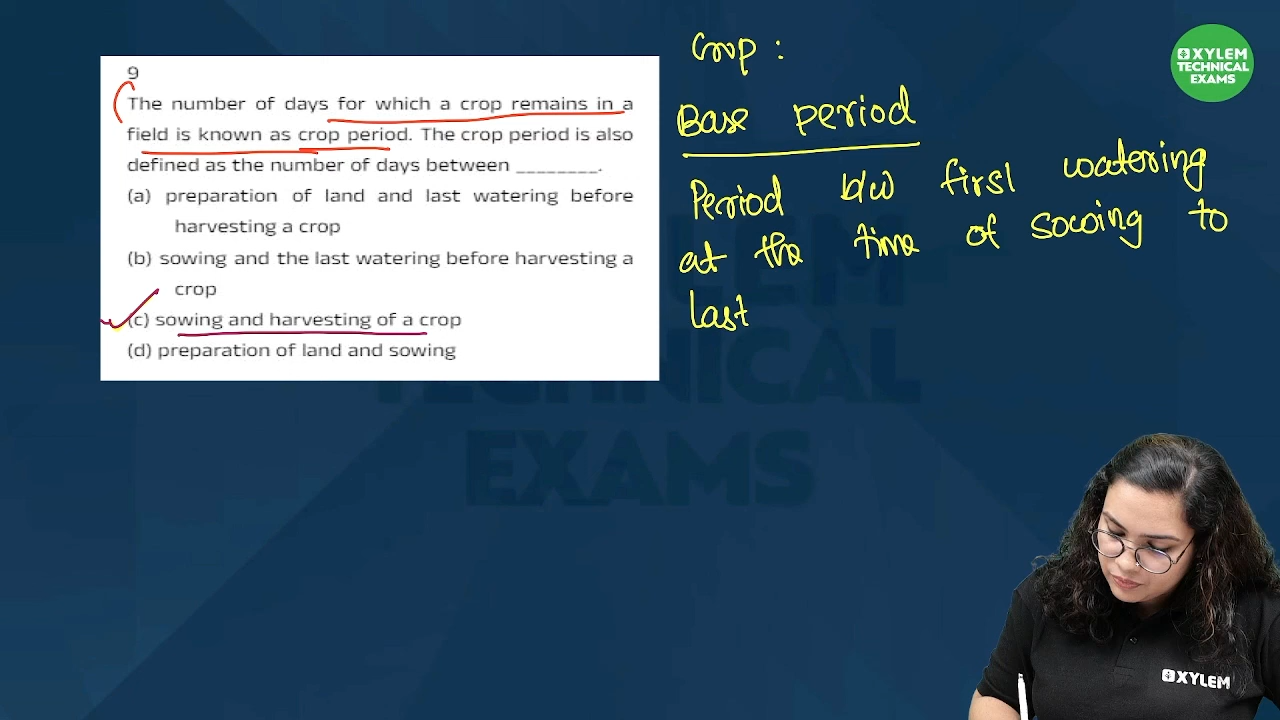 9
The number of days for which a crop remains in a
field is known as crop period. The crop period is also
defined as the number of days between ________.
(a) preparation of land and last watering before
harvesting a crop
(b) sowing and the last watering before harvesting a
crop
(c) sowing and harvesting of a crop
(d) preparation of land and sowing
Crop :
Base period
Period b/w first watering
at the time of sowing to
last
XYLEM
TECHNICAL
EXAMS
XYLEM
TECHNICAL
EXAMS
XYLEM